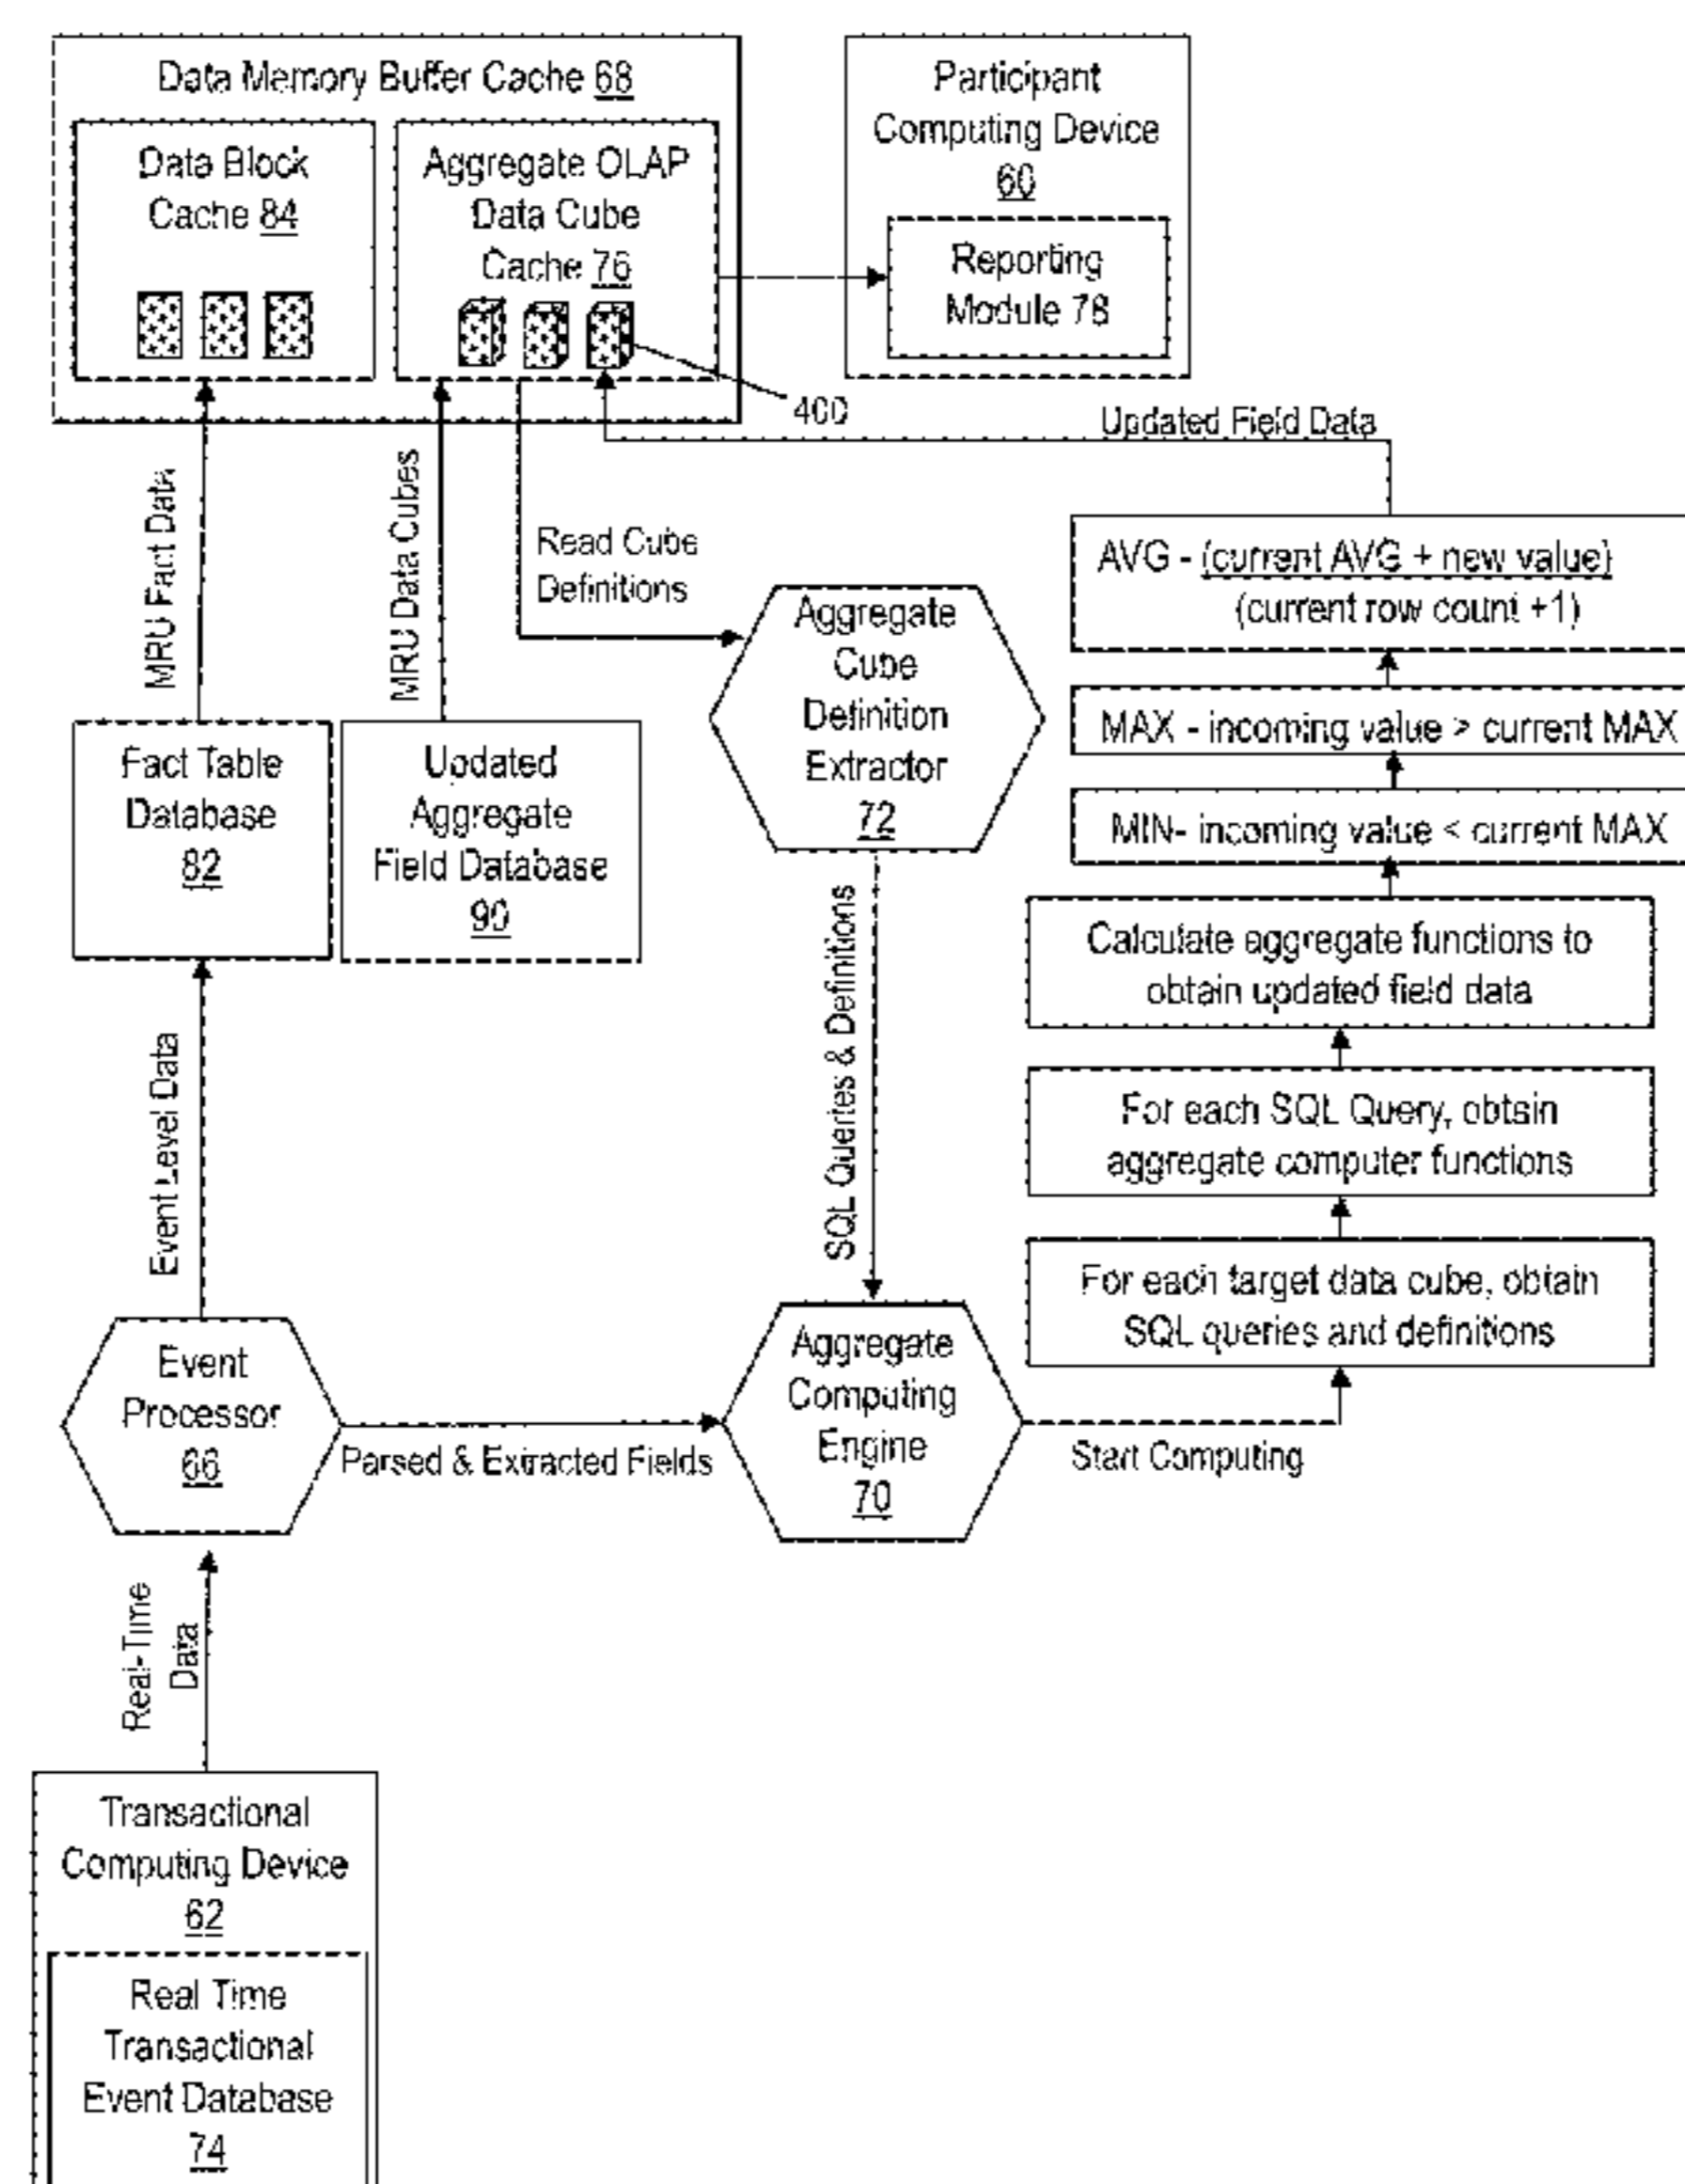 Data Memory Buffer Cache 68
Data Block
Cache 84
Aggregate OLAP
Data Cube
Cache 76
400
Participant
Computing Device
60
Reporting
Module 78
Updated Field Data
MRU Fact Data
MRU Data Cubes
Read Cube
Definitions
AVG - (current AVG + new value)
(current row count +1)
MAX - incoming value > current MAX
MIN- incoming value < current MAX
Aggregate
Cube
Definition
Extractor
72
Fact Table
Database
82
Updated
Aggregate
Field Database
90
Calculate aggregate functions to
obtain updated field data
Event Level Data
SQL Queries & Definitions
For each SQL Query, obtain
aggregate computer functions
For each target data cube, obtain
SQL queries and definitions
Event
Processor
66
Parsed & Extracted Fields
Aggregate
Computing
Engine
70
Start Computing
Real-Time
Data
Transactional
Computing Device
62
Real Time
Transactional
Event Database
74